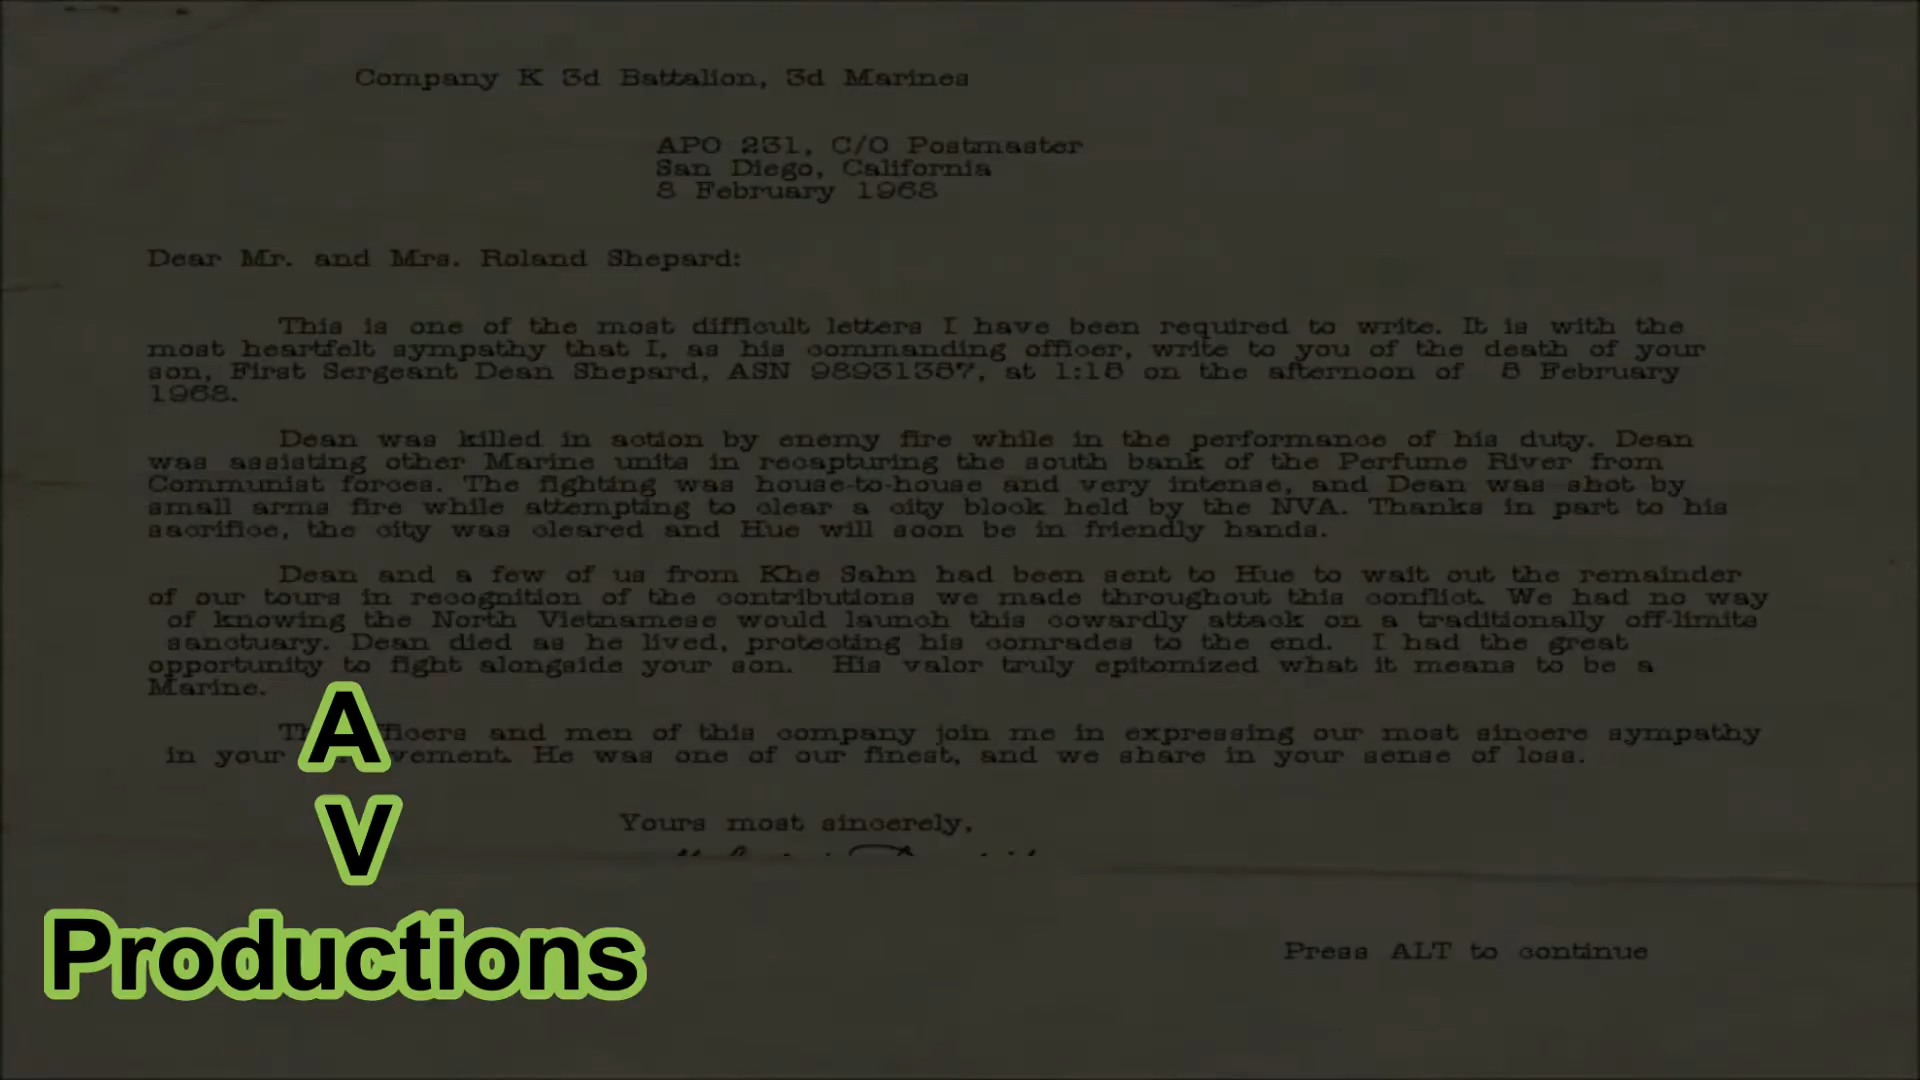 Company K 3d Battalion, 3d Marines
APO 231, C/O Postmaster
San Diego, California
8 February 1968
Dear Mr. and Mrs. Roland Shepard:
This is one of the most difficult letters I have been required to write. It is with the
most heartfelt sympathy that I, as his commanding officer, write to you of the death of your
son, First Sergeant Dean Shepard, ASN 98931357, at 1:15 on the afternoon of 5 February
1968.
Dean was killed in action by enemy fire while in the performance of his duty. Dean
was assisting other Marine units in recapturing the south bank of the Perfume River from
Communist forces. The fighting was house-to-house and very intense, and Dean was shot by
small arms fire while attempting to clear a city block held by the NVA. Thanks in part to his
sacrifice, the city was cleared and Hue will soon be in friendly hands.
Dean and a few of us from Khe Sahn had been sent to Hue to wait out the remainder
of our tours in recognition of the contributions we made throughout this conflict. We had no way
of knowing the North Vietnamese would launch this cowardly attack on a traditionally off-limits
sanctuary. Dean died as he lived, protecting his comrades to the end. I had the great
opportunity to fight alongside your son. His valor truly epitomized what it means to be a
Marine.
and men of this company join me in expressing our most sincere sympathy
in your He was one of our finest, and we share in your sense of loss.
Yours most sincerely,
A
V
Productions
Press ALT to continue